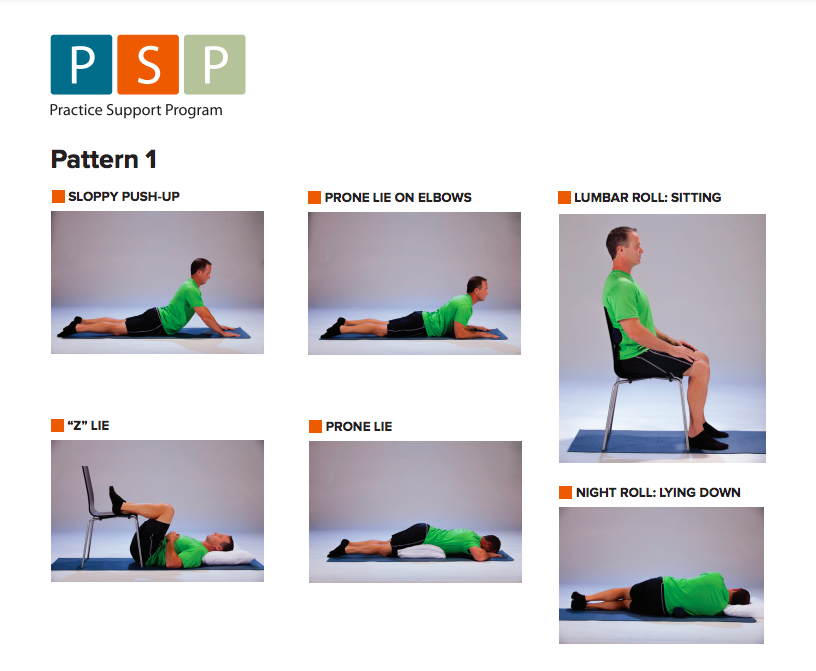 P S P
Practice Support Program
Pattern 1
SLOPPY PUSH-UP
PRONE LIE ON ELBOWS
LUMBAR ROLL: SITTING
“Z” LIE
PRONE LIE
NIGHT ROLL: LYING DOWN